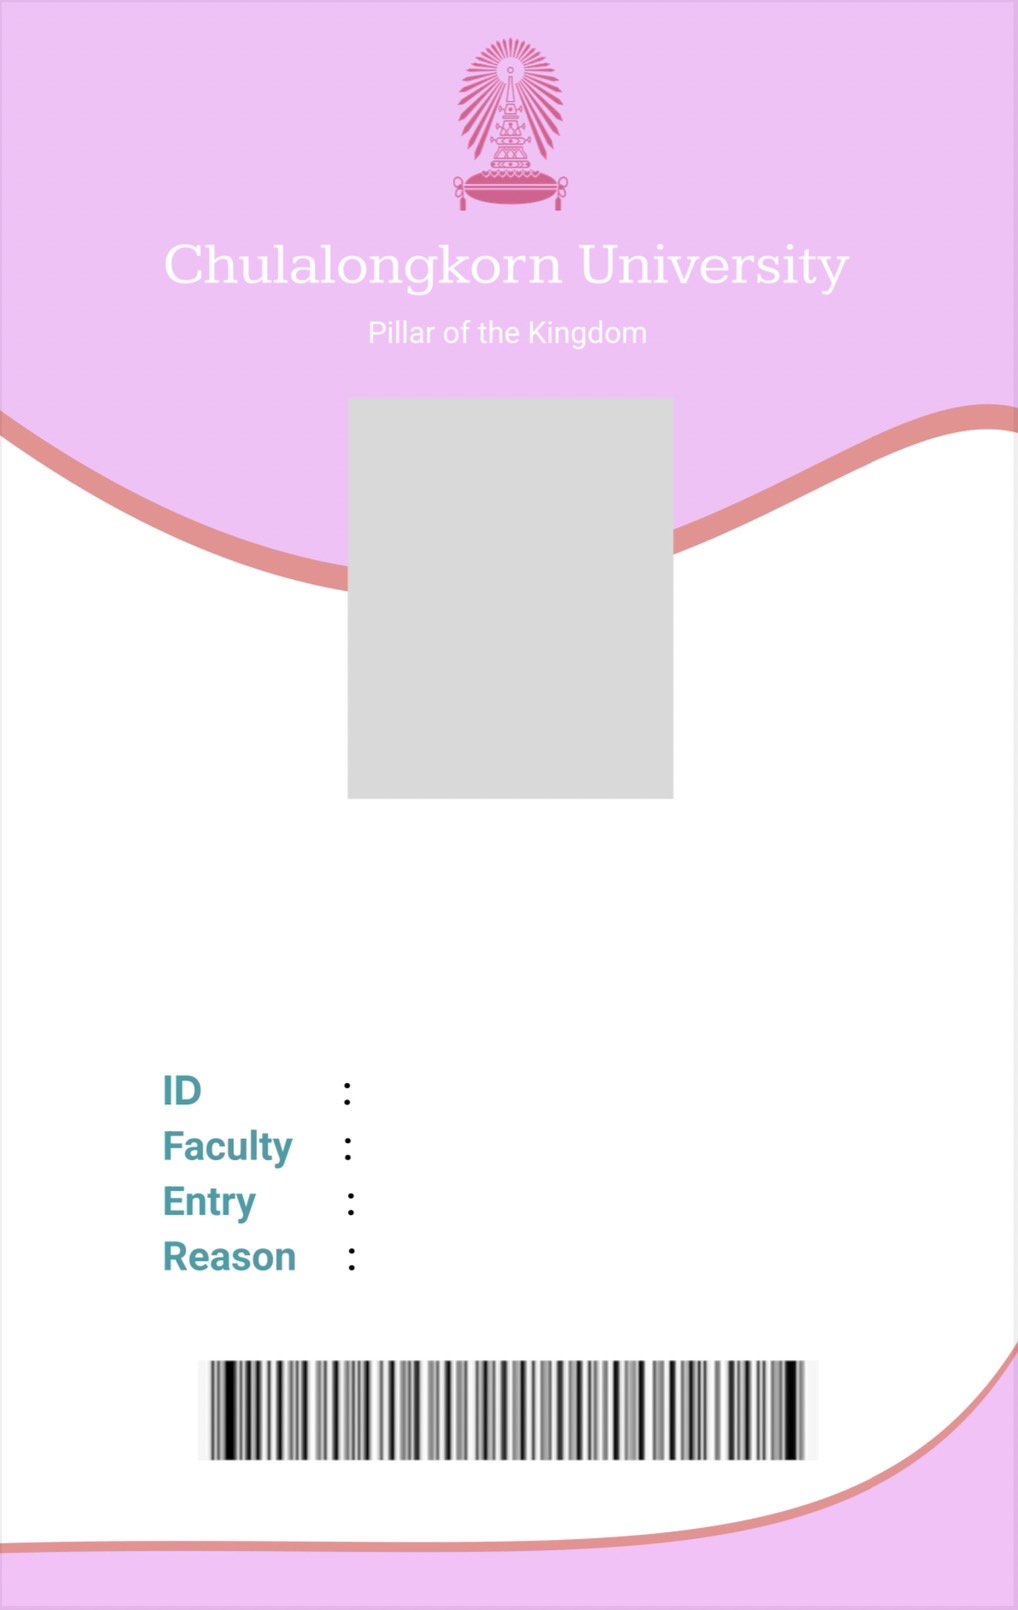 Chulalongkorn University
Pillar of the Kingdom
ID :
Faculty :
Entry :
Reason :